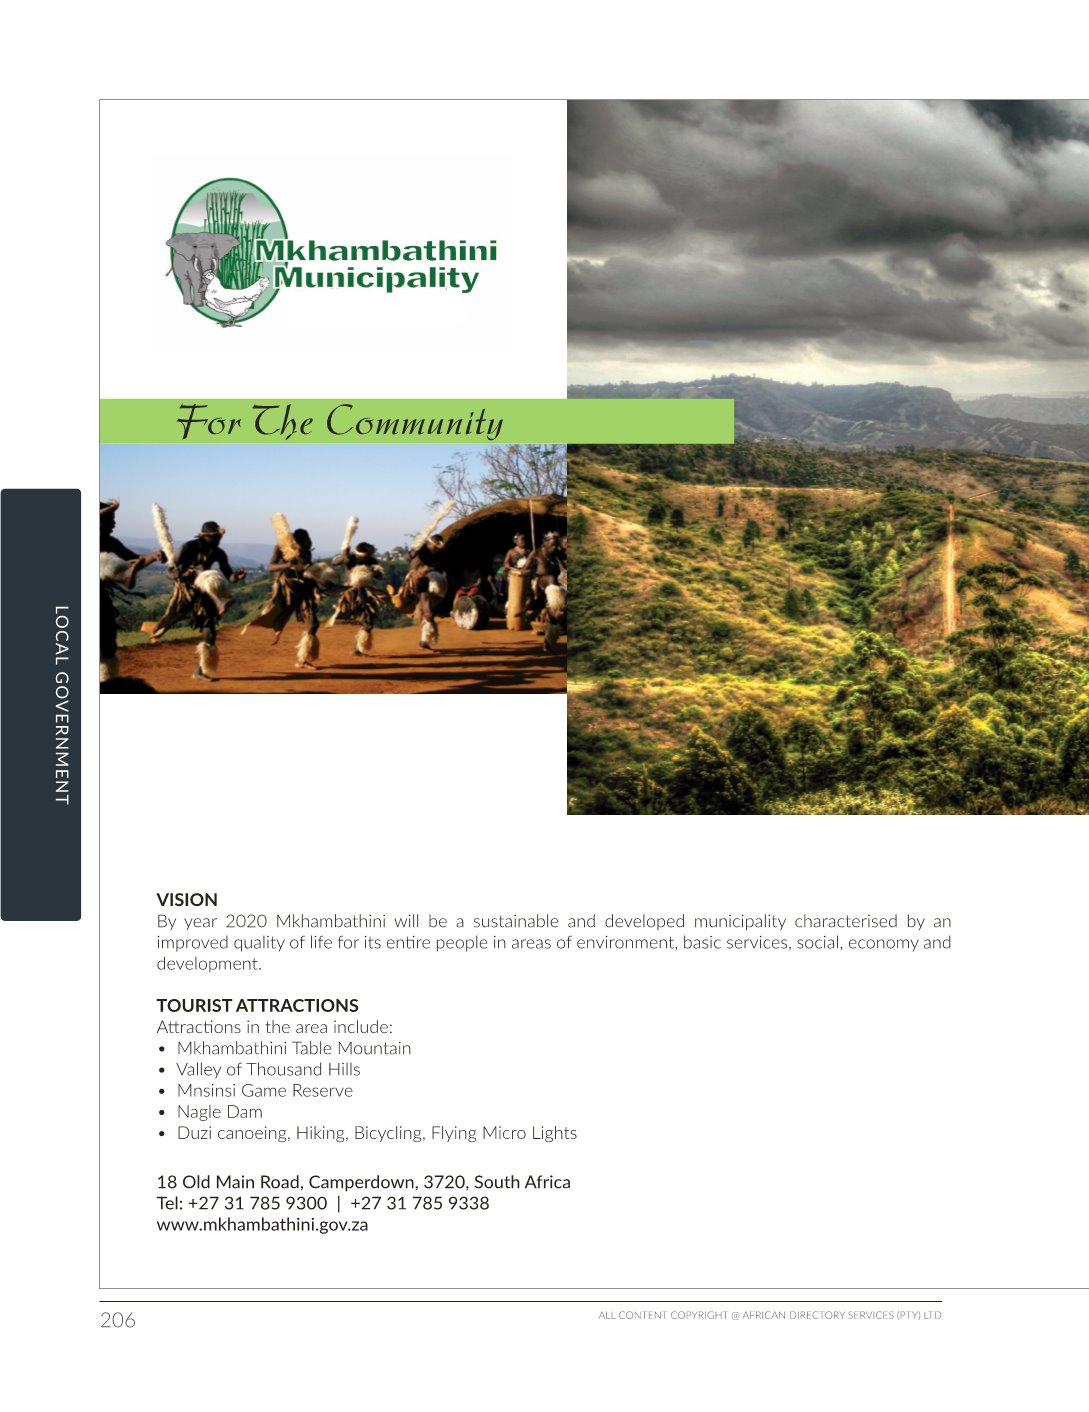 Mkhambathini
Municipality
For The Community
LOCAL GOVERNMENT
VISION
By year 2020 Mkhambathini will be a sustainable and developed municipality characterised by an
improved quality of life for its entire people in areas of environment, basic services, social, economy and
development.
TOURIST ATTRACTIONS
Attractions in the area include:
• Mkhambathini Table Mountain
• Valley of Thousand Hills
• Mnsinsi Game Reserve
• Nagle Dam
• Duzi canoeing, Hiking, Bicycling, Flying Micro Lights
18 Old Main Road, Camperdown, 3720, South Africa
Tel: +27 31 785 9300 | +27 31 785 9338
www.mkhambathini.gov.za
206
ALL CONTENT COPYRIGHT @ AFRICAN DIRECTORY SERVICES (PTY) LTD